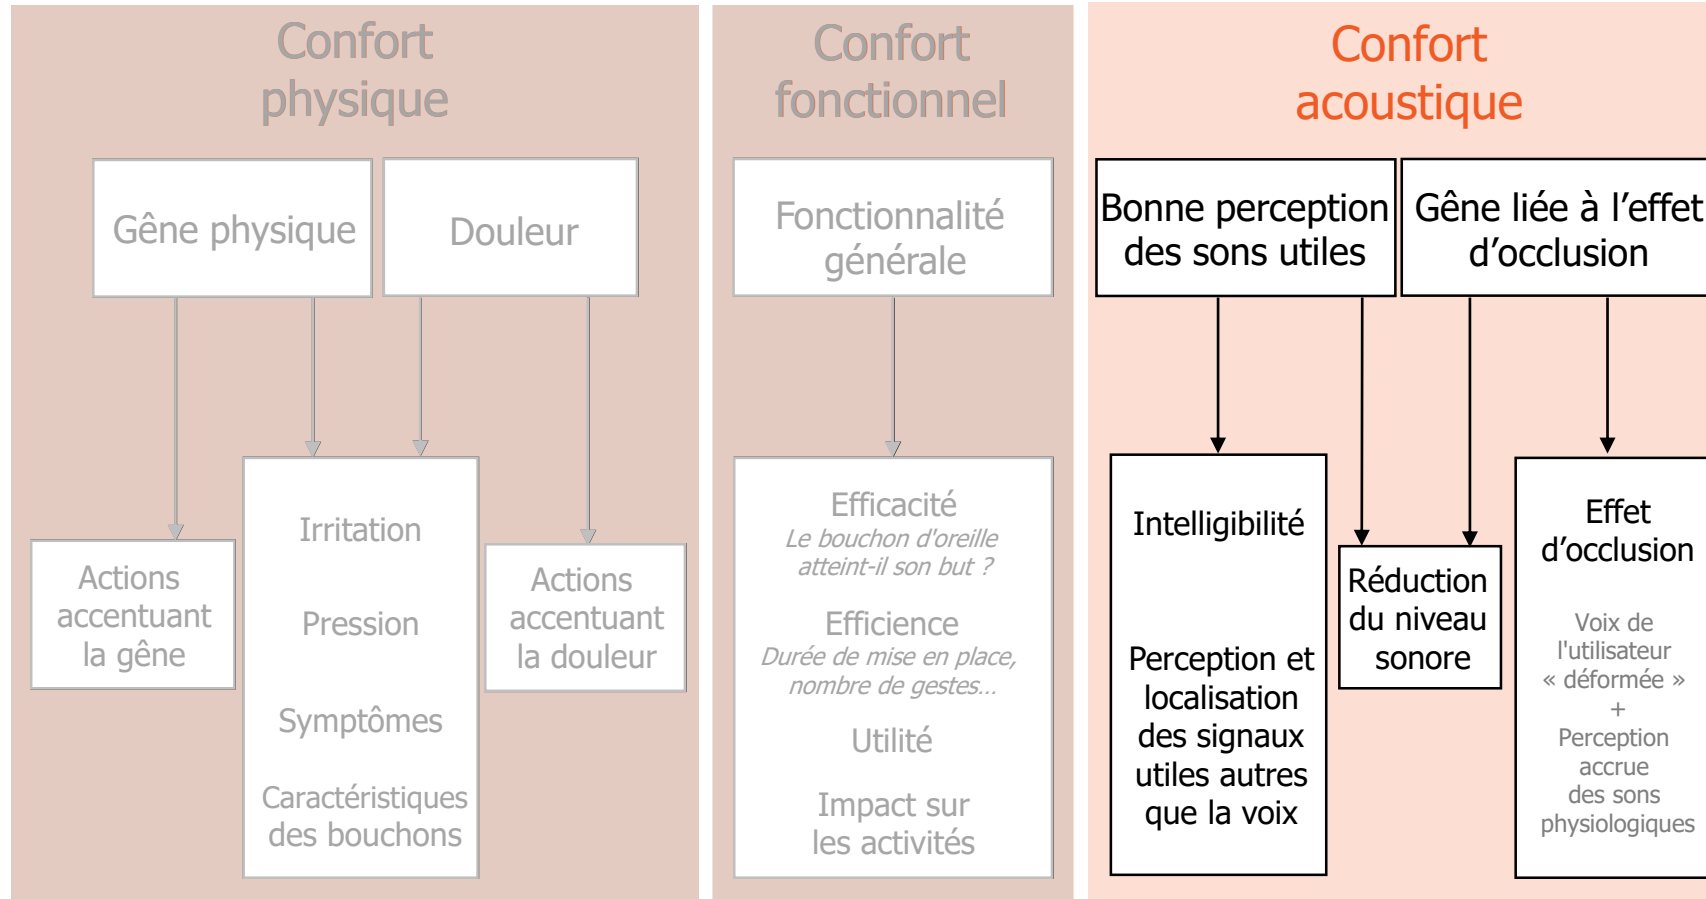 Confort
physique
Gêne physique
Douleur
Actions
accentuant
la gêne
Irritation
Pression
Symptômes
Caractéristiques
des bouchons
Actions
accentuant
la douleur
Confort
fonctionnel
Fonctionnalité
générale
Efficacité
Le bouchon d'oreille
atteint-il son but ?
Efficience
Durée de mise en place,
nombre de gestes…
Utilité
Impact sur
les activités
Confort
acoustique
Bonne perception
des sons utiles
Gêne liée à l’effet
d’occlusion
Intelligibilité
Perception et
localisation
des signaux
utiles autres
que la voix
Réduction
du niveau
sonore
Effet
d’occlusion
Voix de
l'utilisateur
« déformée »
+
Perception
accrue
des sons
physiologiques